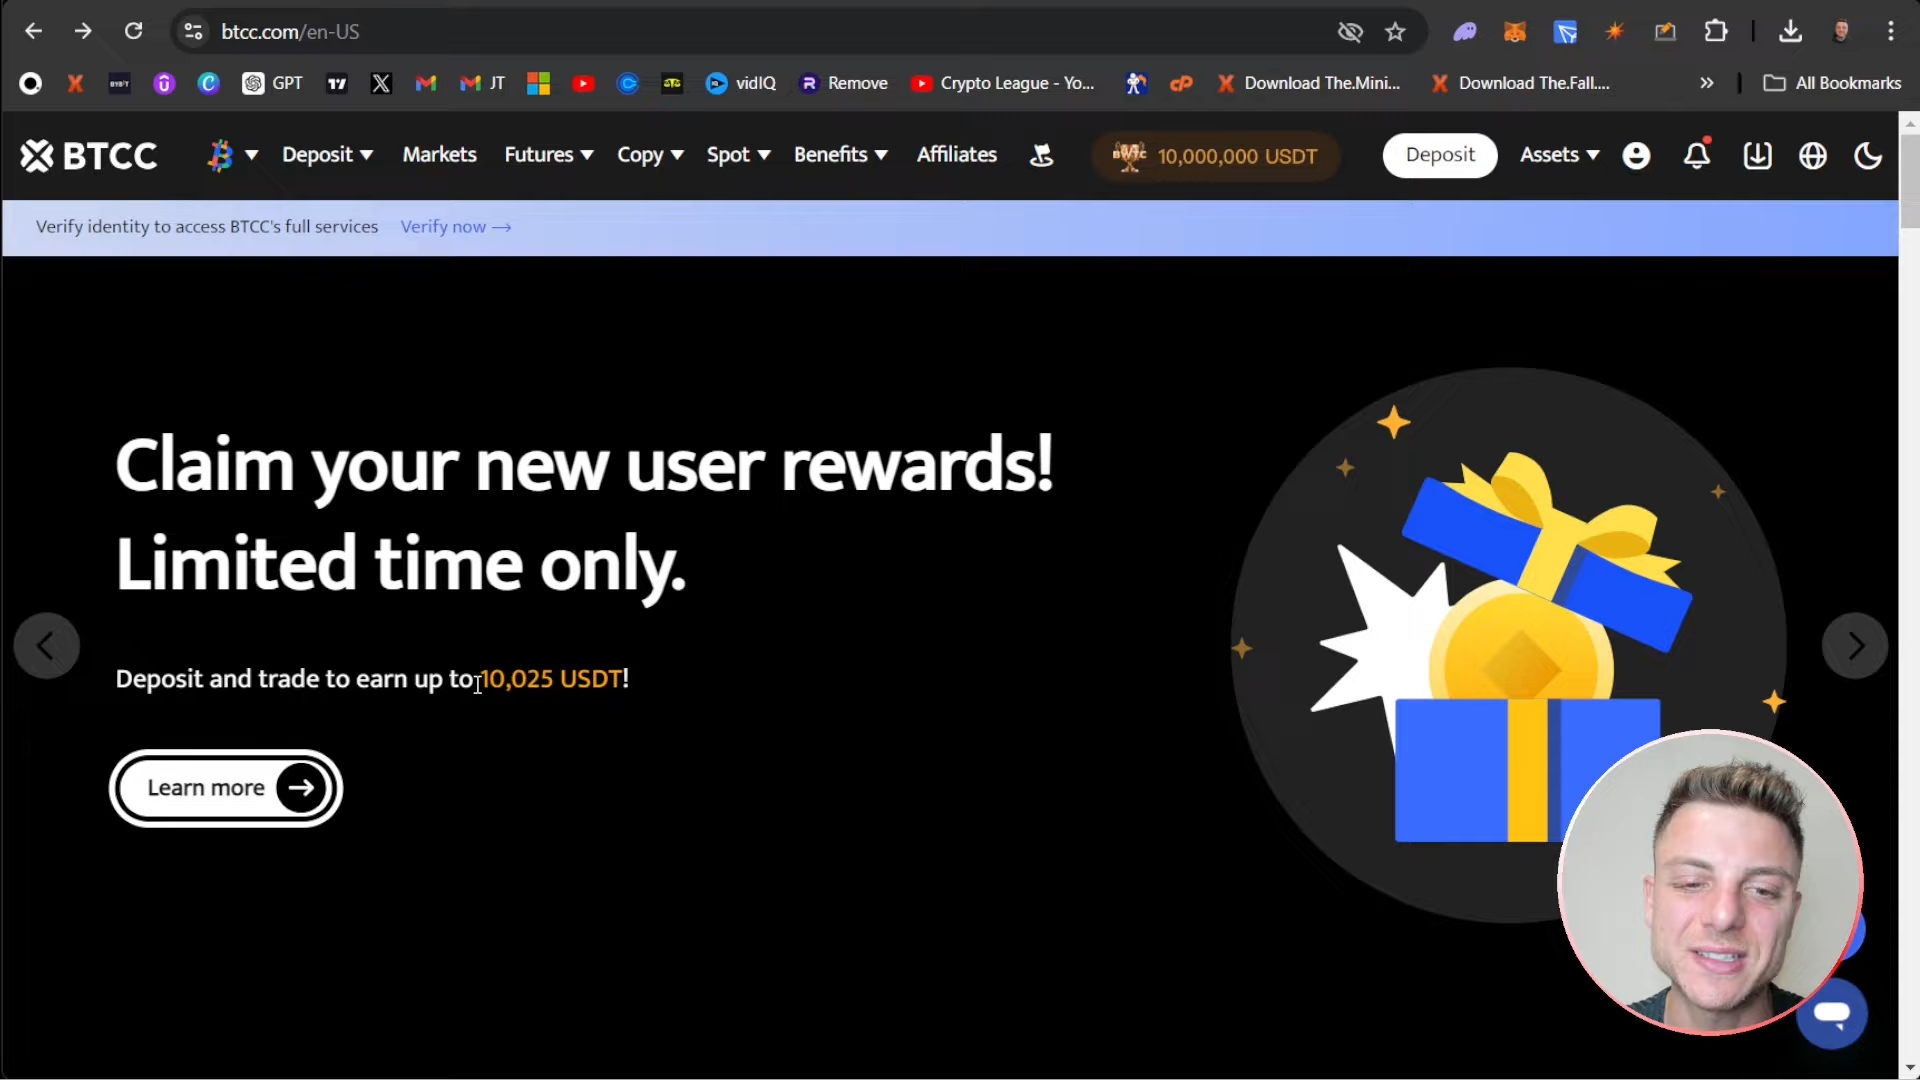 btcc.com/en-US
BYBIT
GPT
JT
vidIQ
Remove
Crypto League - Yo...
Download The.Mini...
Download The.Fall....
All Bookmarks
BTCC
Deposit
Markets
Futures
Copy
Spot
Benefits
Affiliates
10,000,000 USDT
Deposit
Assets
Verify identity to access BTCC's full services
Verify now →
Claim your new user rewards!
Limited time only.
Deposit and trade to earn up to 10,025 USDT!
Learn more